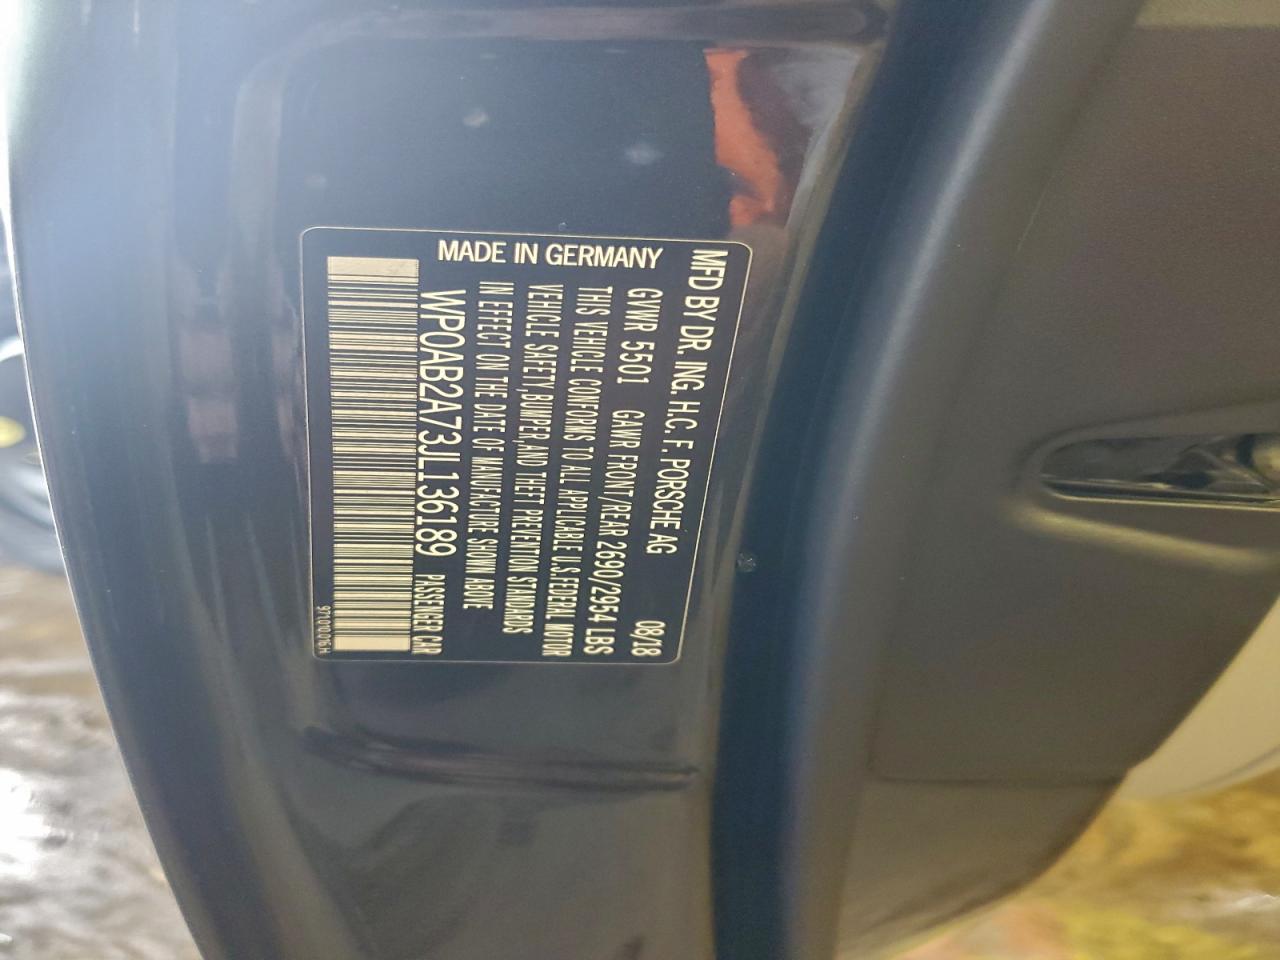 MFD BY DR. ING. H.C. F. PORSCHE AG 08/18
GVWR 5501 GAWR FRONT/REAR 2690/2954 LBS
THIS VEHICLE CONFORMS TO ALL APPLICABLE U.S.FEDERAL MOTOR
VEHICLE SAFETY,BUMPER,AND THEFT PREVENTION STANDARDS
IN EFFECT ON THE DATE OF MANUFACTURE SHOWN ABOVE
WP0AB2A73JL136189 PASSENGER CAR
MADE IN GERMANY